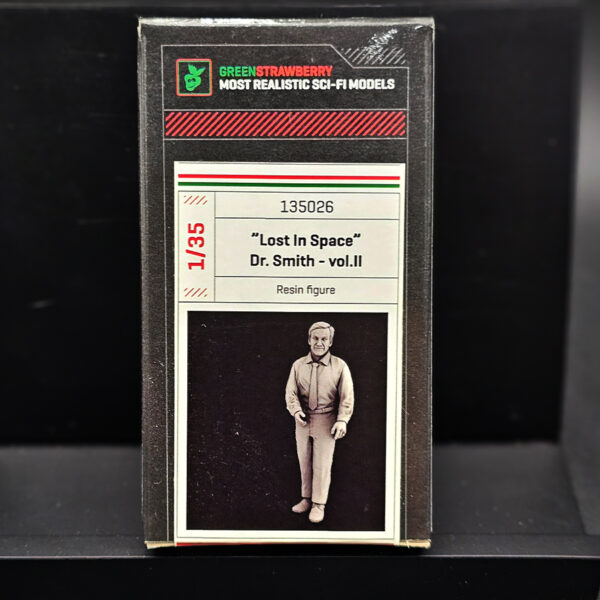 GREENSTRAWBERRY
MOST REALISTIC SCI-FI MODELS
1/35
135026
"Lost In Space"
Dr. Smith - vol.II
Resin figure